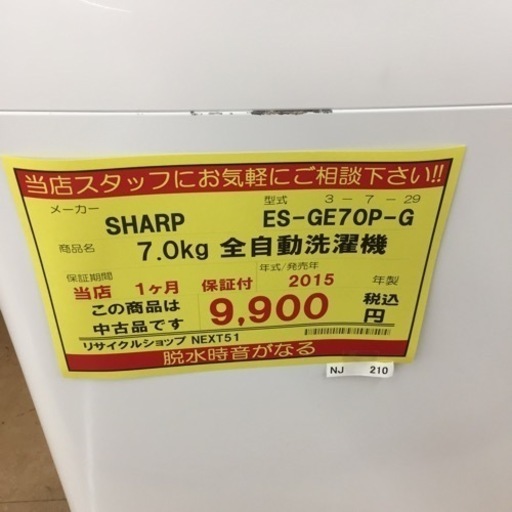 当店スタッフにお気軽にご相談下さい!!
メーカー SHARP 型式 3-7-29 ES-GE70P-G
商品名 7.0kg 全自動洗濯機
保証期間 当店 1ヶ月 保証付 年式/発売年 2015 年製
この商品は中古品です 9,900 税込 円
リサイクルショップ NEXT51
脱水時音がなる
NJ 210